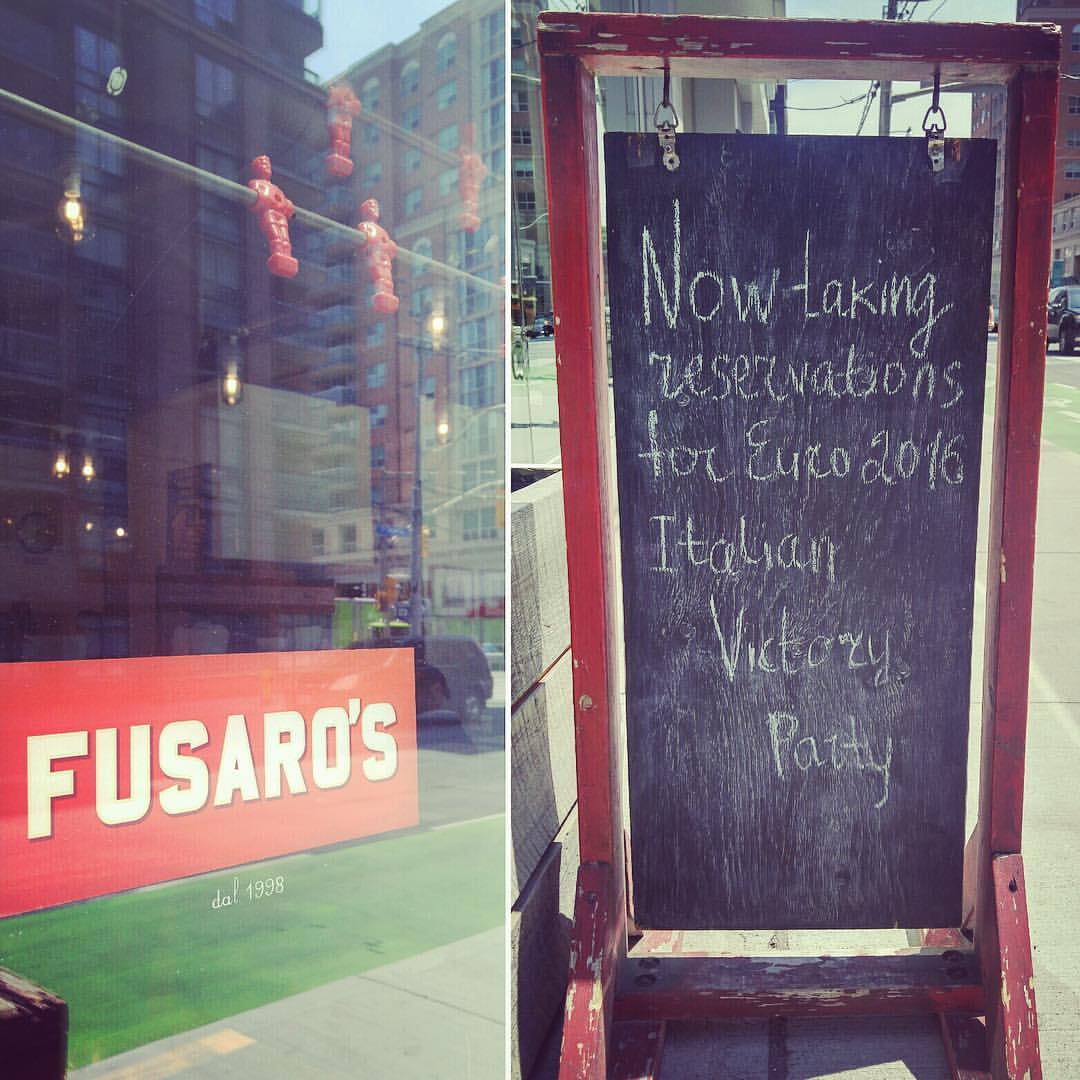 FUSARO'S
dal 1998
Now taking
reservations
for Euro 2016
Italian
Victory
Party